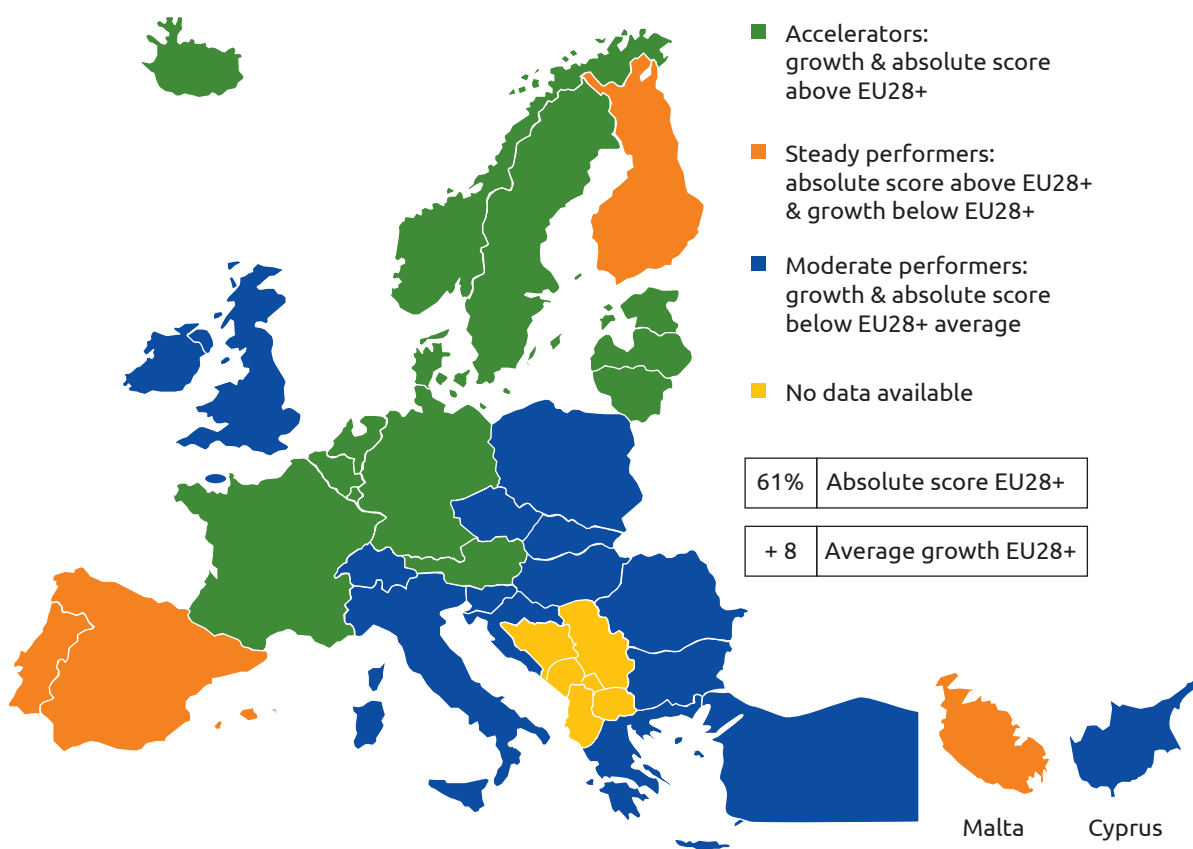 Accelerators:
growth & absolute score
above EU28+
Steady performers:
absolute score above EU28+
& growth below EU28+
Moderate performers:
growth & absolute score
below EU28+ average
No data available
61% Absolute score EU28+
+ 8 Average growth EU28+
Malta Cyprus